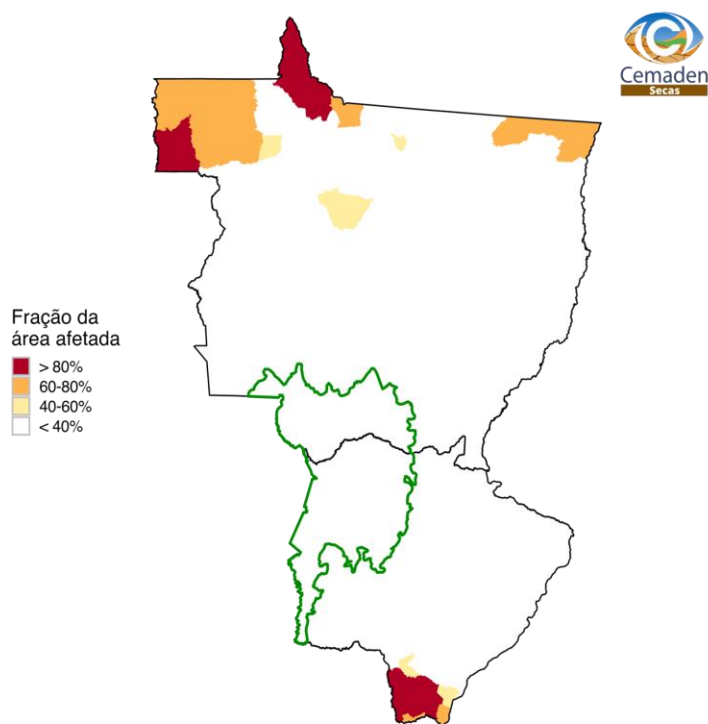 Cemaden
Secas
Fração da
área afetada
> 80%
60-80%
40-60%
< 40%